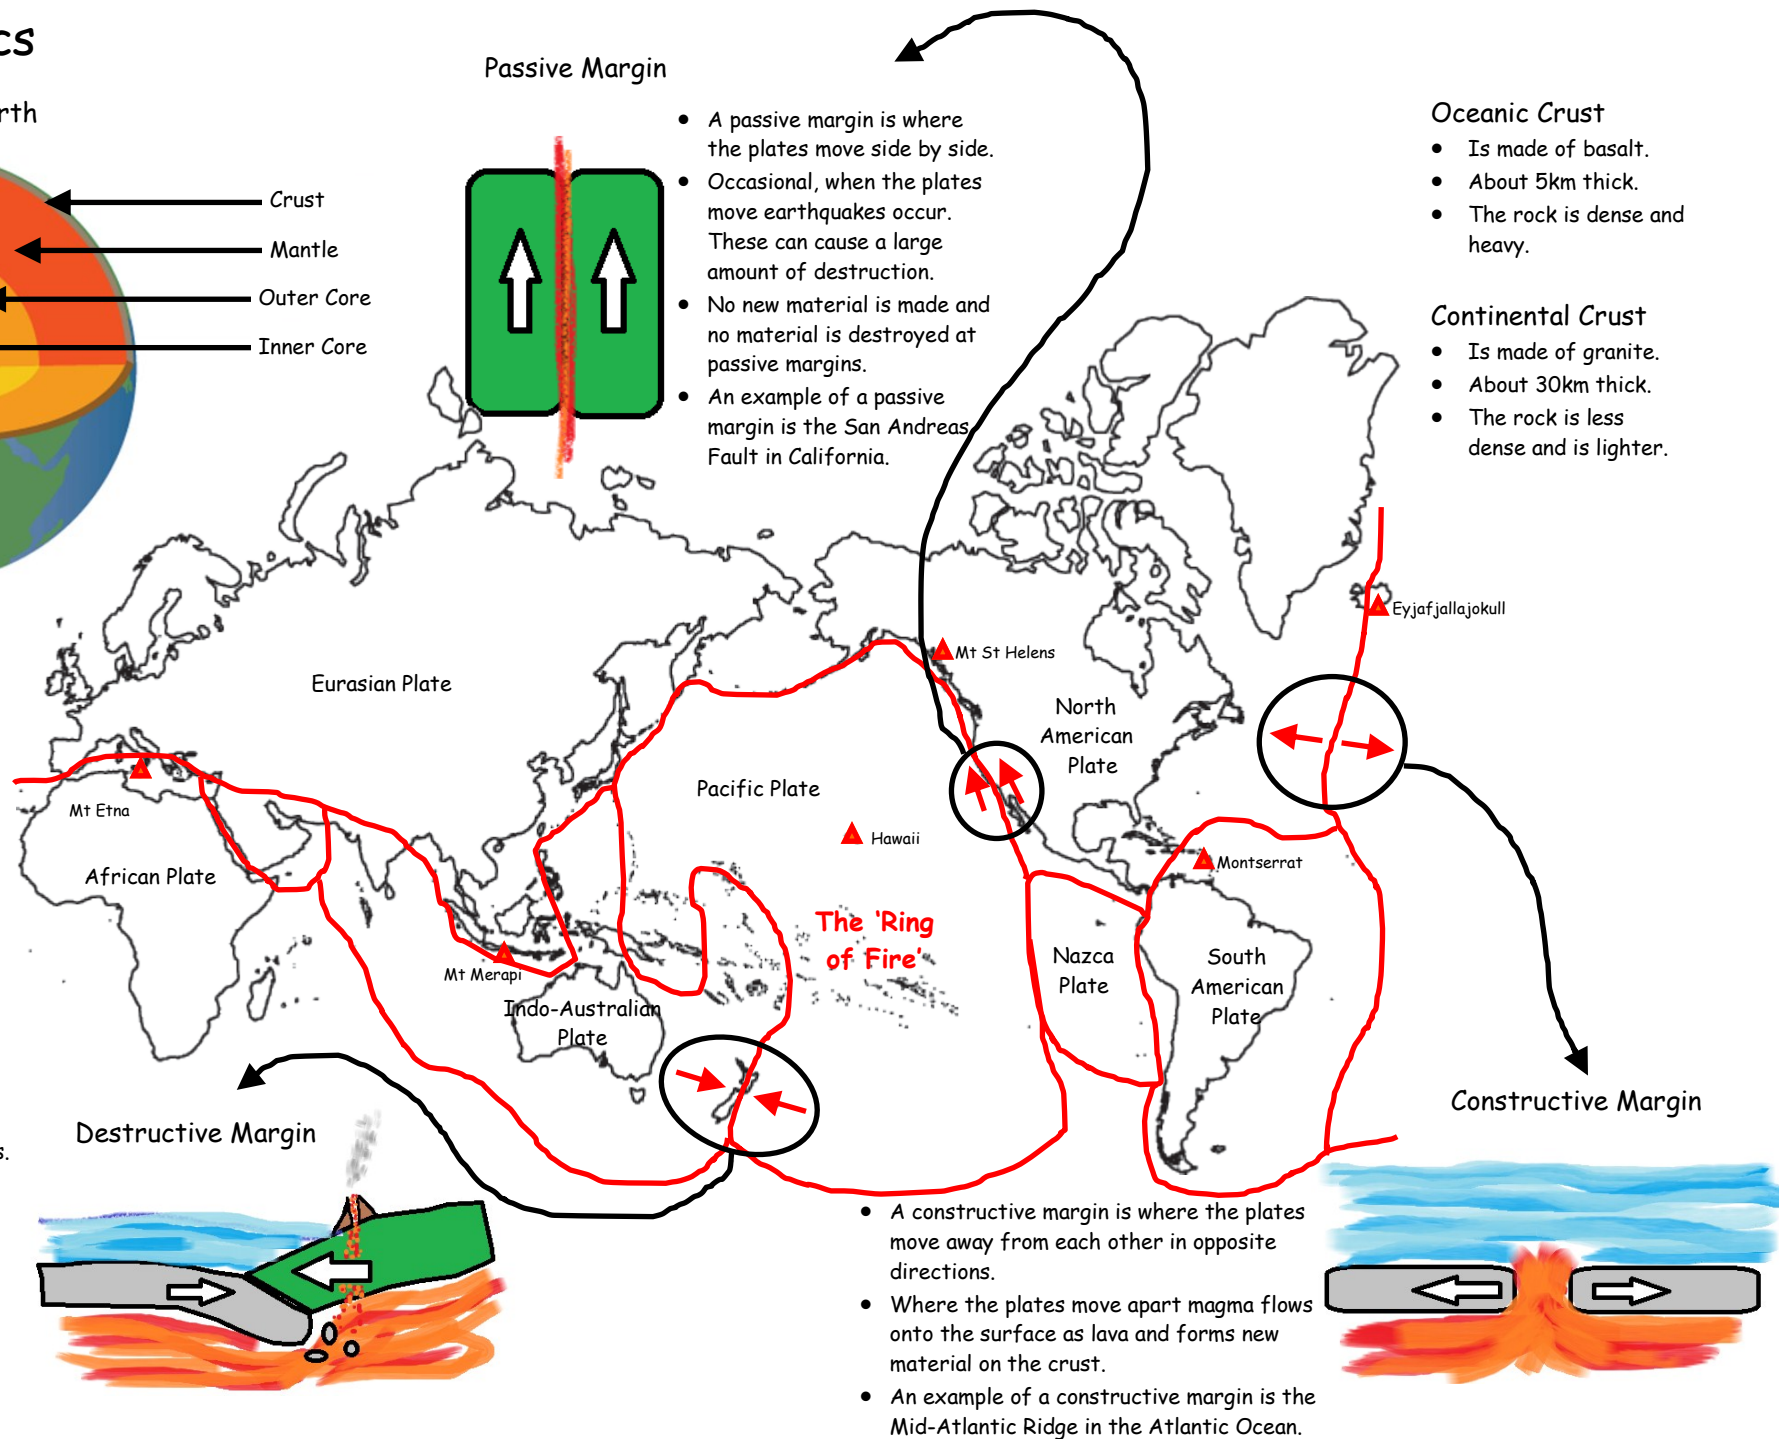 cs
rth
Crust
Mantle
Outer Core
Inner Core
Passive Margin
• A passive margin is where
the plates move side by side.
• Occasional, when the plates
move earthquakes occur.
These can cause a large
amount of destruction.
• No new material is made and
no material is destroyed at
passive margins.
• An example of a passive
margin is the San Andreas
Fault in California.
Oceanic Crust
• Is made of basalt.
• About 5km thick.
• The rock is dense and
heavy.
Continental Crust
• Is made of granite.
• About 30km thick.
• The rock is less
dense and is lighter.
Eyjafjallajokull
Mt St Helens
Eurasian Plate
North
American
Plate
Pacific Plate
Mt Etna
Hawaii
Montserrat
African Plate
The ‘Ring
of Fire’
Mt Merapi
Nazca
Plate
South
American
Plate
Indo-Australian
Plate
Destructive Margin
s.
Constructive Margin
• A constructive margin is where the plates
move away from each other in opposite
directions.
• Where the plates move apart magma flows
onto the surface as lava and forms new
material on the crust.
• An example of a constructive margin is the
Mid-Atlantic Ridge in the Atlantic Ocean.